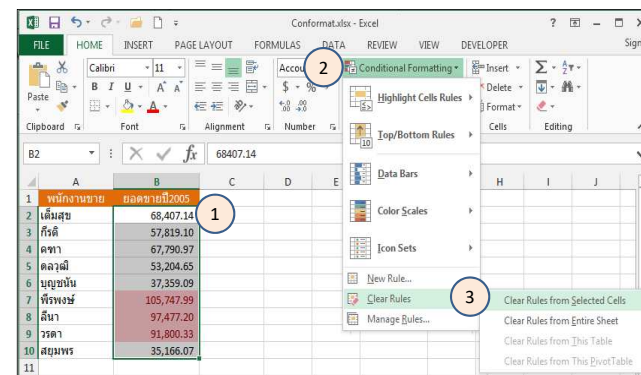 Conformat.xlsx - Excel
FILE HOME INSERT PAGE LAYOUT FORMULAS DATA REVIEW VIEW DEVELOPER Sign
Calibri 11 Accou 2 Conditional Formatting Insert
Paste B I U A A $ % Delete
Format
Clipboard Font Alignment Number Cells Editing
Highlight Cells Rules
Top/Bottom Rules
Data Bars
Color Scales
Icon Sets
New Rule...
Clear Rules 3
Manage Rules...
Clear Rules from Selected Cells
Clear Rules from Entire Sheet
Clear Rules from This Table
Clear Rules from This PivotTable
B2 fx 68407.14
A B C D E H I J
1 พนักงานขาย ยอดขายปี2005
2 เต็มสุข 68,407.14 1
3 กีรติ 57,819.10
4 คทา 67,790.97
5 ดลวุฒิ 53,204.65
6 บุญชนัน 37,359.09
7 พีรพงษ์ 105,747.99
8 ลีนา 97,477.20
9 วรดา 91,800.33
10 สยุมพร 35,166.07
11